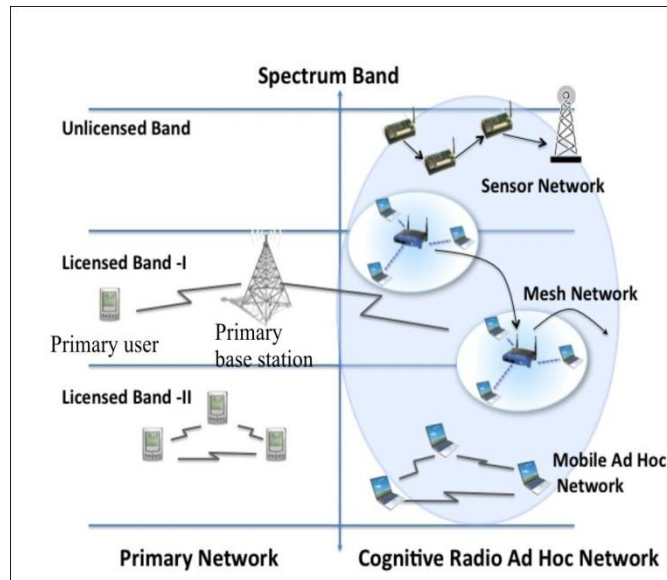 Spectrum Band
Unlicensed Band
Sensor Network
Licensed Band -I
Mesh Network
Primary user
Primary
base station
Licensed Band -II
Mobile Ad Hoc
Network
Primary Network
Cognitive Radio Ad Hoc Network